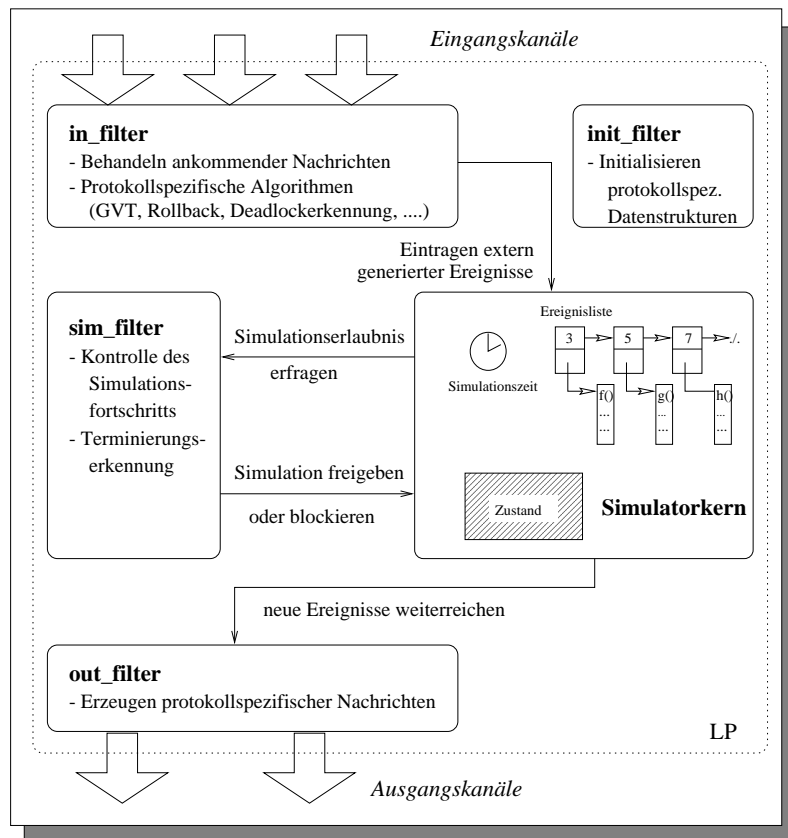 Eingangskanäle
in_filter
- Behandeln ankommender Nachrichten
- Protokollspezifische Algorithmen
(GVT, Rollback, Deadlockerkennung, ....)
init_filter
- Initialisieren
protokollspez.
Datenstrukturen
Eintragen extern
generierter Ereignisse
sim_filter
- Kontrolle des
Simulations-
fortschritts
- Terminierungs-
erkennung
Simulationserlaubnis
erfragen
Simulation freigeben
oder blockieren
Ereignisliste
3 5 7 ./.
Simulationszeit
f() g() h()
... ... ...
... ... ...
Zustand
Simulatorkern
neue Ereignisse weiterreichen
out_filter
- Erzeugen protokollspezifischer Nachrichten
LP
Ausgangskanäle